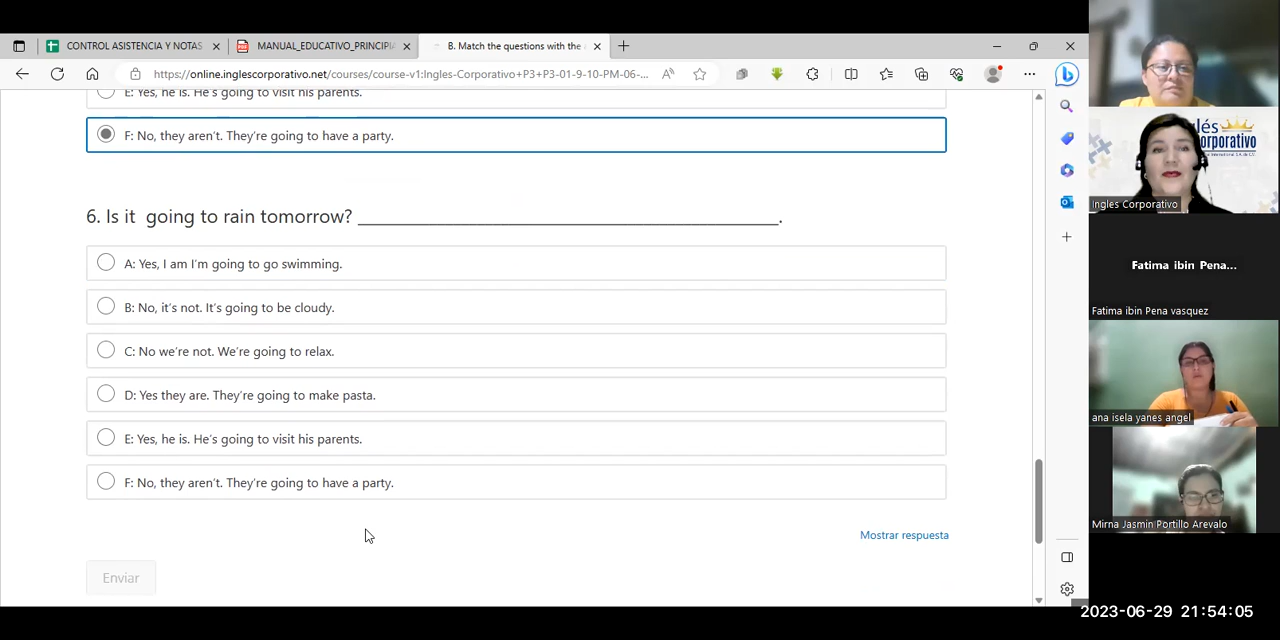 CONTROL ASISTENCIA Y NOTAS
MANUAL_EDUCATIVO_PRINCIPI
B. Match the questions with the
https://online.inglescorporativo.net/courses/course-v1:Ingles-Corporativo+P3+P3-01-9-10-PM-06-...
E: Yes, he is. He's going to visit his parents.
F: No, they aren't. They're going to have a party.
6. Is it going to rain tomorrow? ________________________________________.
A: Yes, I am I'm going to go swimming.
B: No, it's not. It's going to be cloudy.
C: No we're not. We're going to relax.
D: Yes they are. They're going to make pasta.
E: Yes, he is. He's going to visit his parents.
F: No, they aren't. They're going to have a party.
Mostrar respuesta
Enviar
Ingles Corporativo
Fatima ibin Pena...
Fatima ibin Pena vasquez
ana isela yanes angel
Mirna Jasmin Portillo Arevalo
2023-06-29 21:54:05